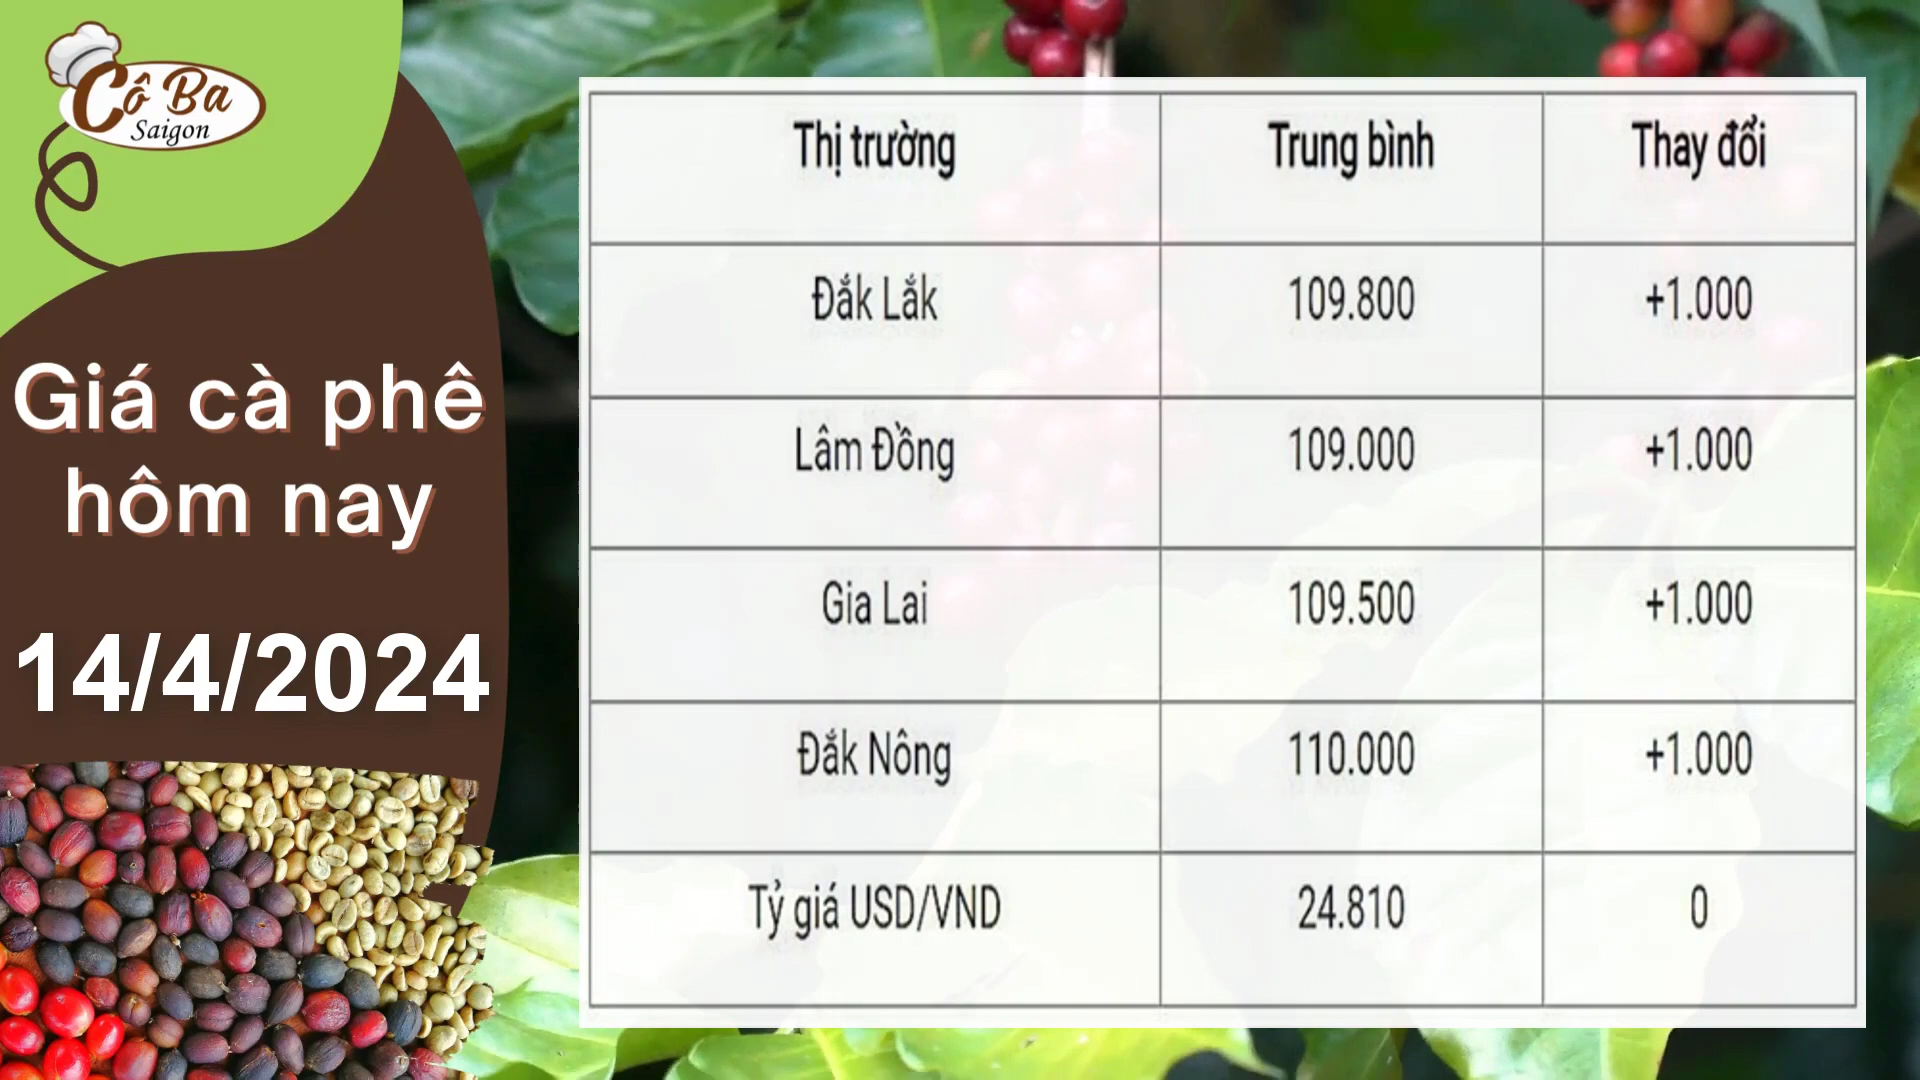 Cô Ba
Saigon
Giá cà phê
hôm nay
14/4/2024
Thị trường Trung bình Thay đổi
Đắk Lắk 109.800 +1.000
Lâm Đồng 109.000 +1.000
Gia Lai 109.500 +1.000
Đắk Nông 110.000 +1.000
Tỷ giá USD/VND 24.810 0